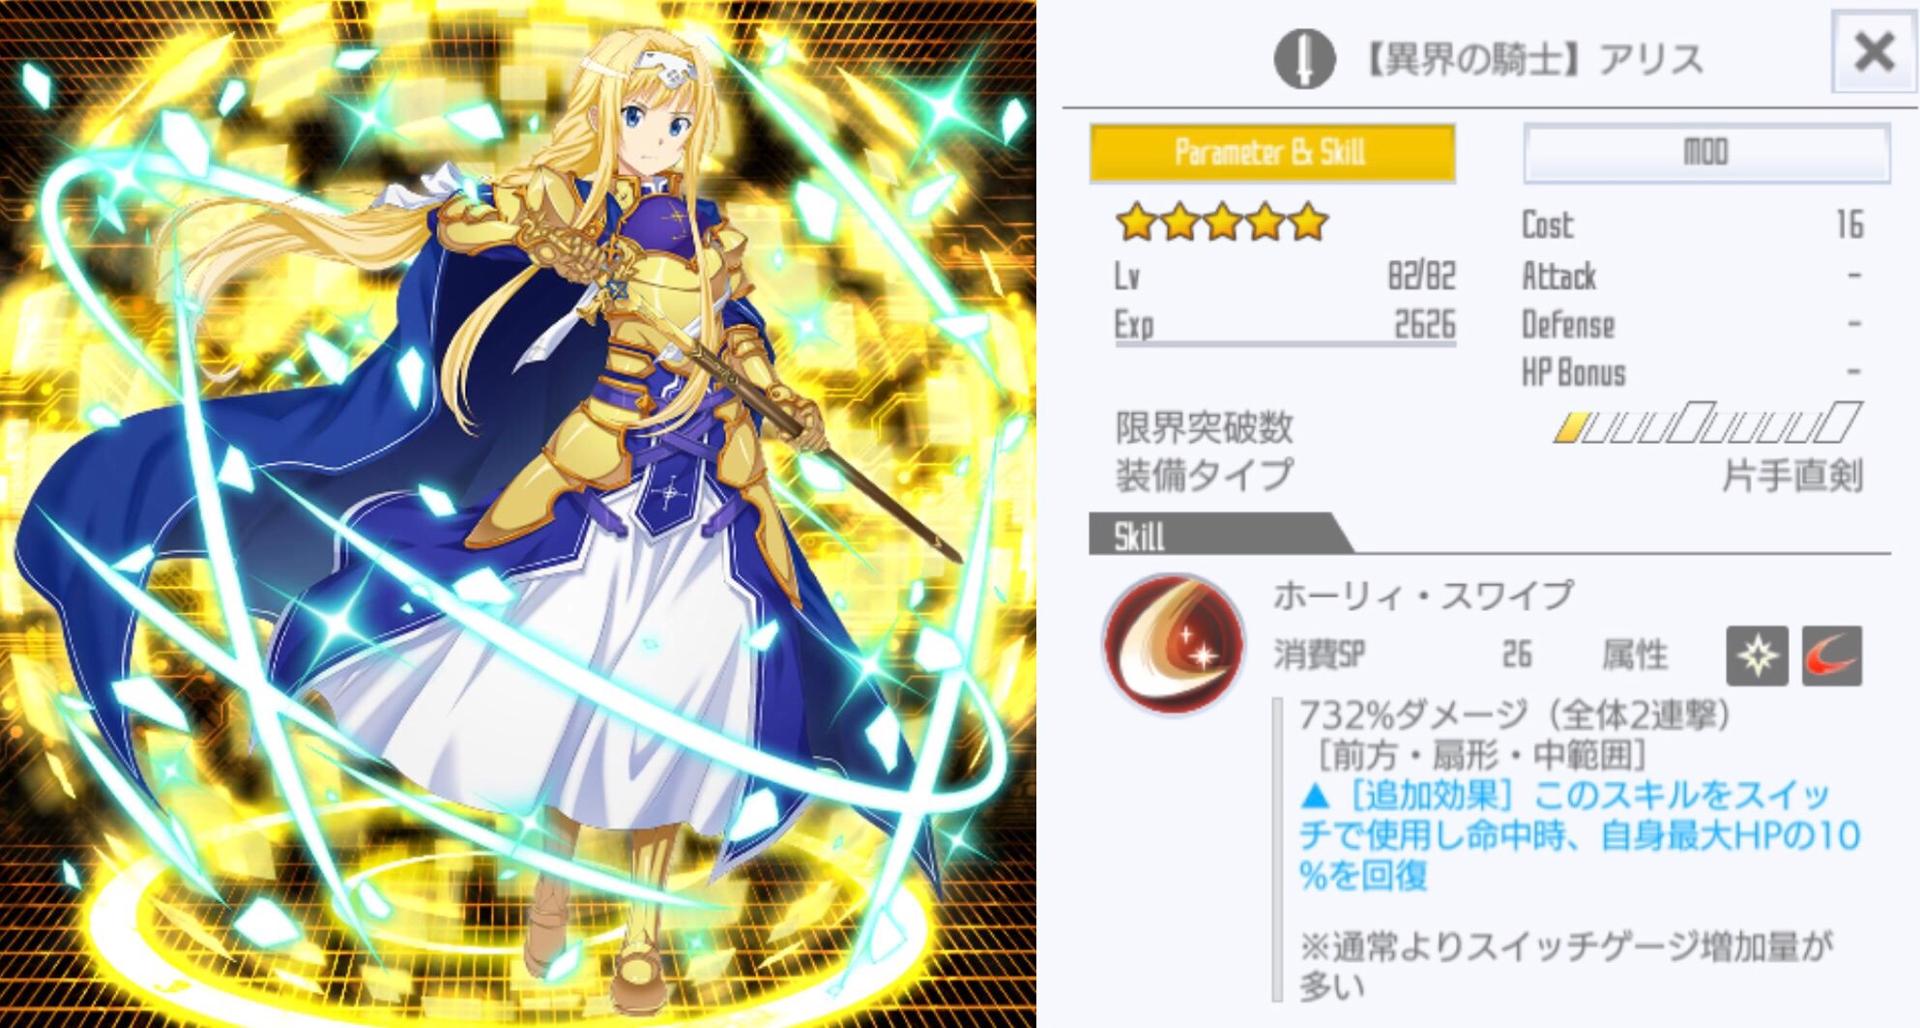 【異界の騎士】アリス
Parameter & Skill
MOD
Cost 16
Lv 82/82
Attack -
Exp 2626
Defense -
HP Bonus -
限界突破数
装備タイプ 片手直剣
Skill
ホーリィ・スワイプ
消費SP 26 属性
732%ダメージ（全体2連撃）
［前方・扇形・中範囲］
▲［追加効果］このスキルをスイッ
チで使用し命中時、自身最大HPの10
%を回復
※通常よりスイッチゲージ増加量が
多い